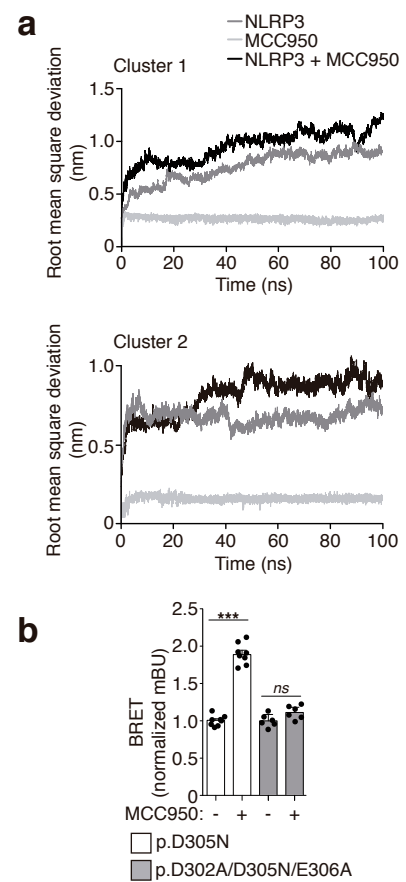 a
NLRP3
MCC950
NLRP3 + MCC950
Cluster 1
Root mean square deviation
(nm)
1.5
1.0
0.5
0
0 20 40 60 80 100
Time (ns)
Cluster 2
Root mean square deviation
(nm)
1.0
0.5
0
0 20 40 60 80 100
Time (ns)
b
BRET
(normalized mBU)
2.5
2.0
1.5
1.0
0.5
0
***
ns
MCC950: - + - +
p.D305N
p.D302A/D305N/E306A